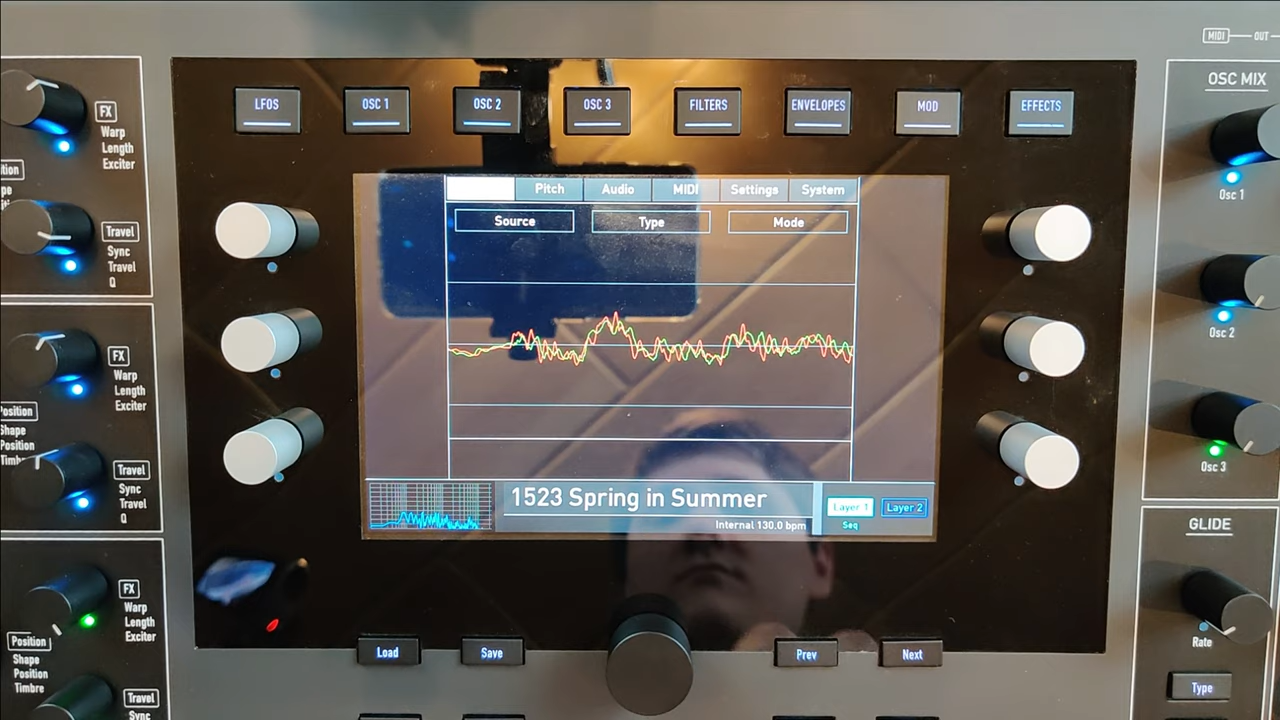 MIDI OUT
LFOS OSC 1 OSC 2 OSC 3 FILTERS ENVELOPES MOD EFFECTS
Pitch Audio MIDI Settings System
Source Type Mode
1523 Spring in Summer
Internal 130.0 bpm
Layer 1 Layer 2
Seq
Load Save Prev Next
FX
Warp
Length
Exciter
Travel
Sync
Travel
Q
FX
Warp
Length
Exciter
Position
Shape
Position
Travel
Sync
Travel
Q
FX
Warp
Length
Exciter
Position
Shape
Position
Timbre
Travel
Sync
OSC MIX
Osc 1
Osc 2
Osc 3
GLIDE
Rate
Type